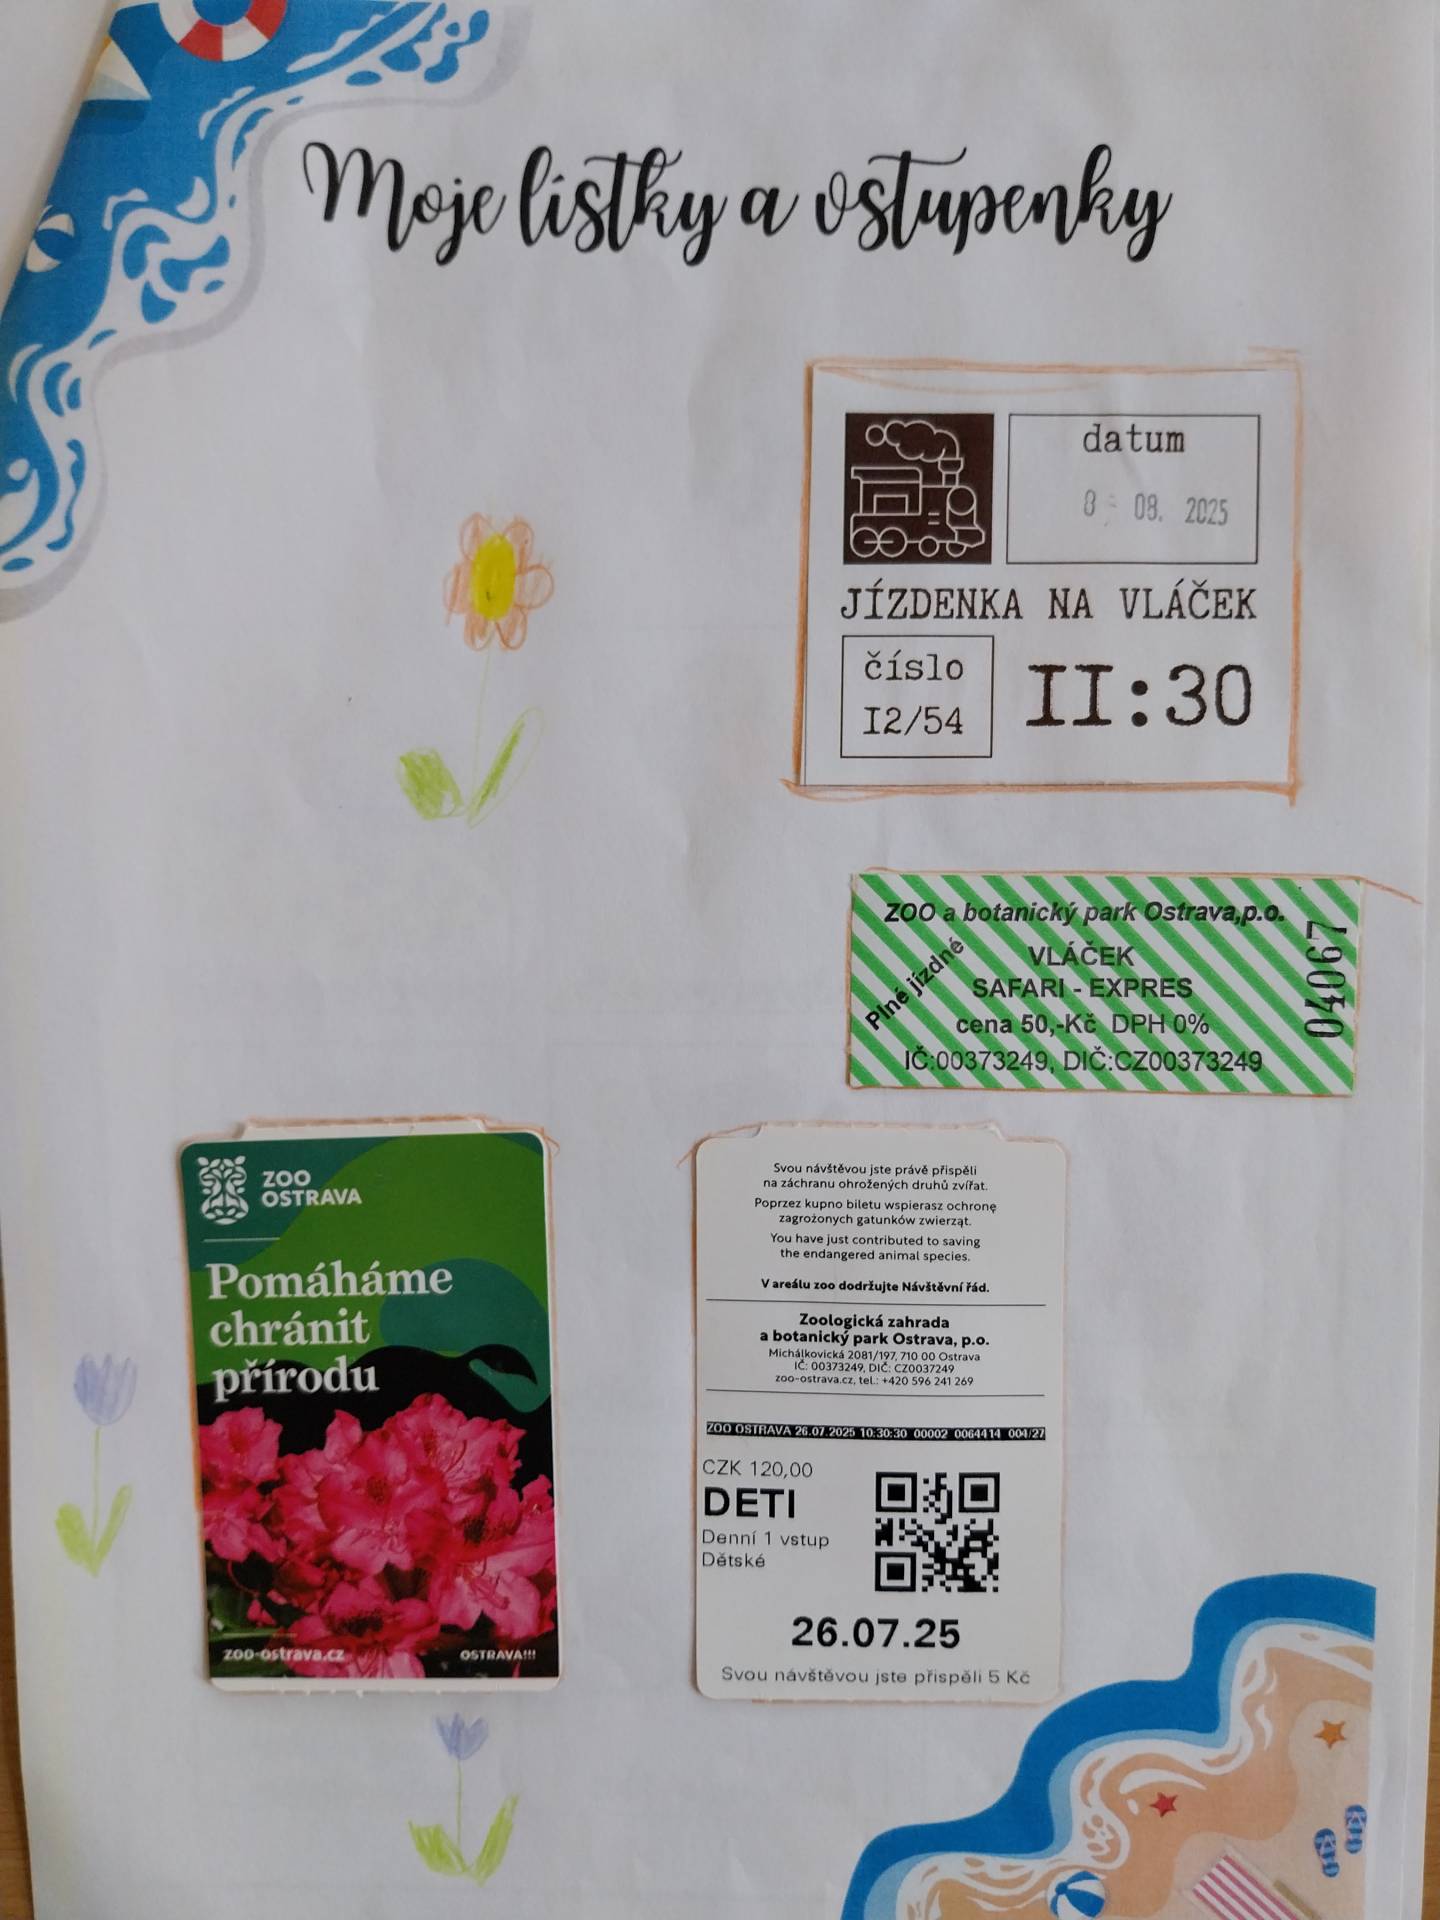 Moje lístky a vstupenky
datum
8 - 08. 2025
JÍZDENKA NA VLÁČEK
číslo
I2/54
II:30
ZOO a botanický park Ostrava,p.o.
Plné jízdné
VLÁČEK
SAFARI - EXPRES
cena 50,-Kč DPH 0%
IČ:00373249, DIČ:CZ00373249
04067
ZOO
OSTRAVA
Pomáháme
chránit
přírodu
zoo-ostrava.cz
OSTRAVA!!!
Svou návštěvou jste právě přispěli
na záchranu ohrožených druhů zvířat.
Poprzez kupno biletu wspierasz ochronę
zagrożonych gatunków zwierząt.
You have just contributed to saving
the endangered animal species.
V areálu zoo dodržujte Návštěvní řád.
Zoologická zahrada
a botanický park Ostrava, p.o.
Michálkovická 2081/197, 710 00 Ostrava
IČ: 00373249, DIČ: CZ0037249
zoo-ostrava.cz, tel.: +420 596 241 269
ZOO OSTRAVA 26.07.2025 10:30:30 00002 0064414 004/27
CZK 120,00
DETI
Denní 1 vstup
Dětské
26.07.25
Svou návštěvou jste přispěli 5 Kč